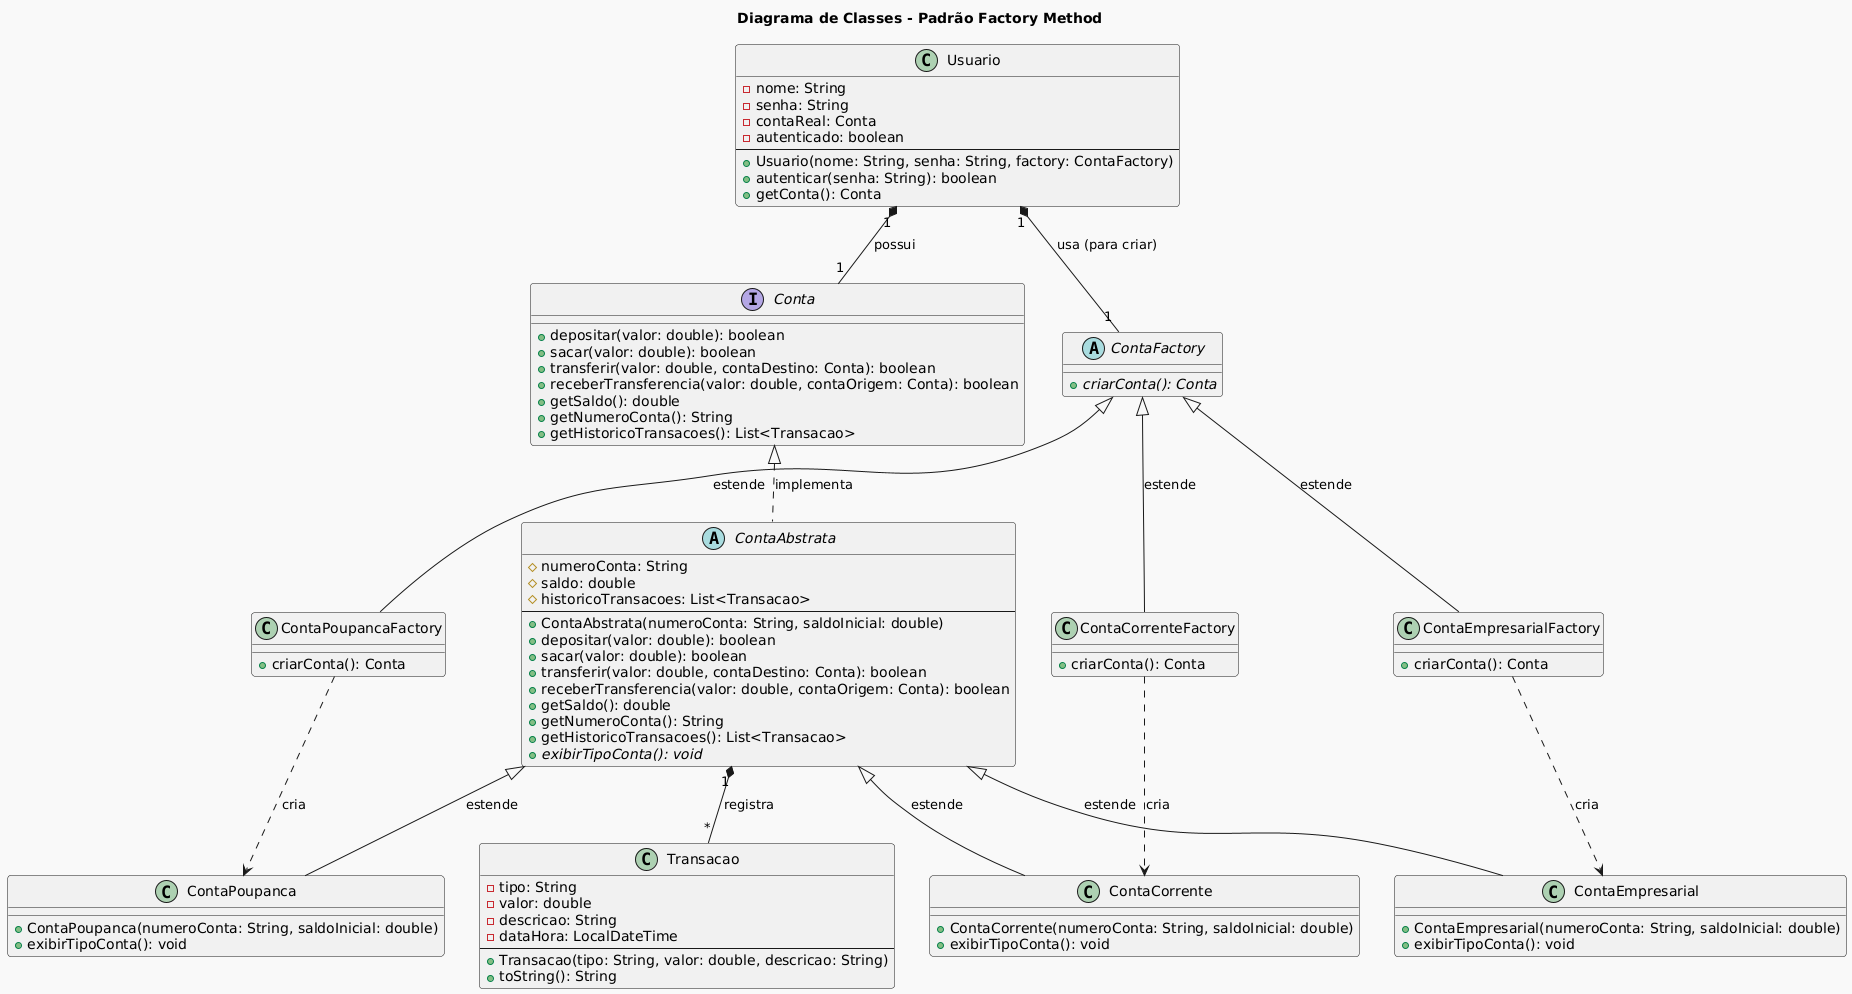 Diagrama de Classes - Padrão Factory Method
C Usuario
nome: String
senha: String
contaReal: Conta
autenticado: boolean
Usuario(nome: String, senha: String, factory: ContaFactory)
autenticar(senha: String): boolean
getConta(): Conta
1
1
possui
usa (para criar)
1
1
I Conta
depositar(valor: double): boolean
sacar(valor: double): boolean
transferir(valor: double, contaDestino: Conta): boolean
receberTransferencia(valor: double, contaOrigem: Conta): boolean
getSaldo(): double
getNumeroConta(): String
getHistoricoTransacoes(): List<Transacao>
A ContaFactory
criarConta(): Conta
estende
implementa
estende
estende
A ContaAbstrata
numeroConta: String
saldo: double
historicoTransacoes: List<Transacao>
ContaAbstrata(numeroConta: String, saldoInicial: double)
depositar(valor: double): boolean
sacar(valor: double): boolean
transferir(valor: double, contaDestino: Conta): boolean
receberTransferencia(valor: double, contaOrigem: Conta): boolean
getSaldo(): double
getNumeroConta(): String
getHistoricoTransacoes(): List<Transacao>
exibirTipoConta(): void
C ContaPoupancaFactory
criarConta(): Conta
C ContaCorrenteFactory
criarConta(): Conta
C ContaEmpresarialFactory
criarConta(): Conta
1
cria
estende
registra
estende
estende
cria
cria
*
C ContaPoupanca
ContaPoupanca(numeroConta: String, saldoInicial: double)
exibirTipoConta(): void
C Transacao
tipo: String
valor: double
descricao: String
dataHora: LocalDateTime
Transacao(tipo: String, valor: double, descricao: String)
toString(): String
C ContaCorrente
ContaCorrente(numeroConta: String, saldoInicial: double)
exibirTipoConta(): void
C ContaEmpresarial
ContaEmpresarial(numeroConta: String, saldoInicial: double)
exibirTipoConta(): void